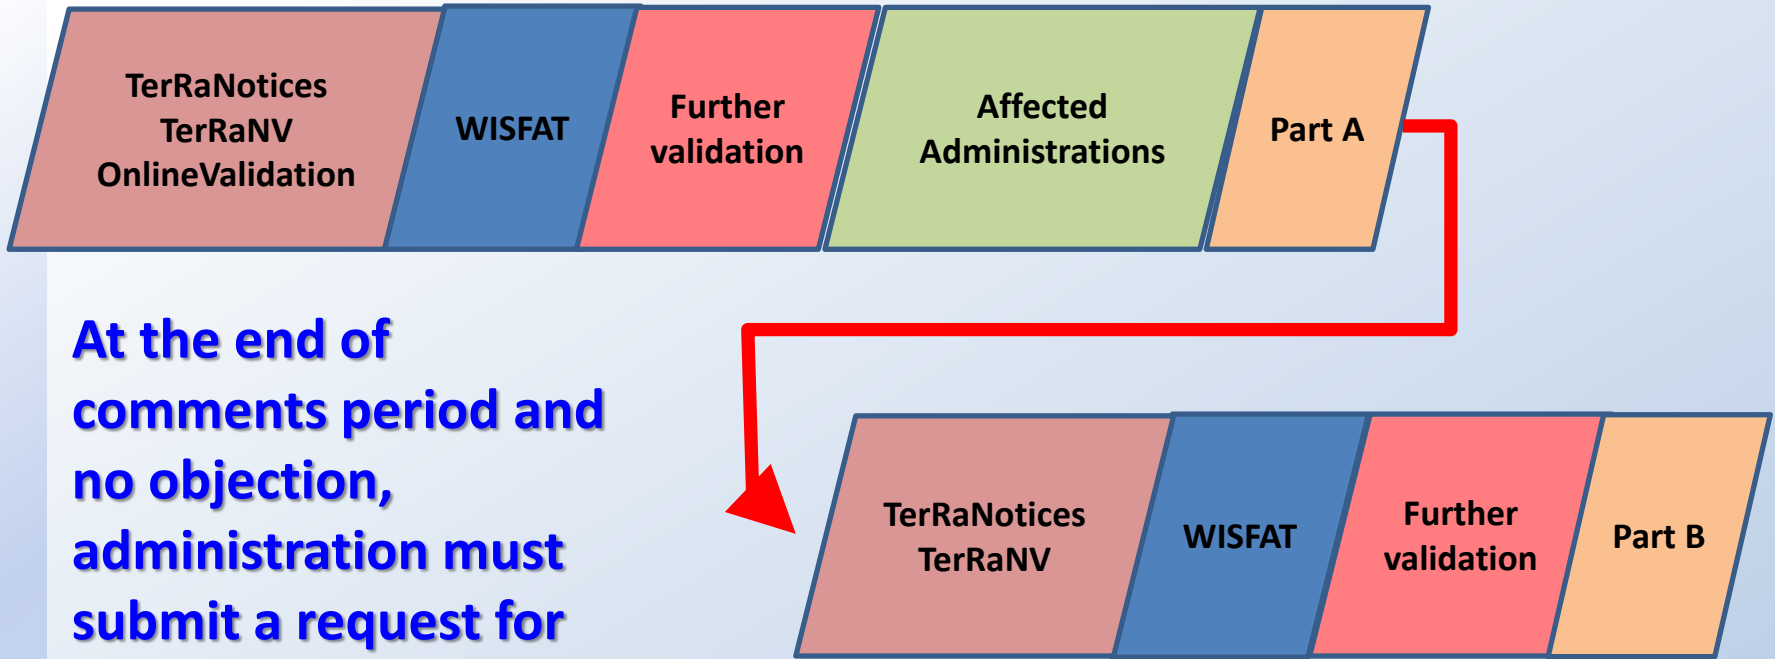 TerRaNotices
TerRaNV
OnlineValidation
WISFAT
Further
validation
Affected
Administrations
Part A
At the end of
comments period and
no objection,
administration must
submit a request for
TerRaNotices
TerRaNV
WISFAT
Further
validation
Part B